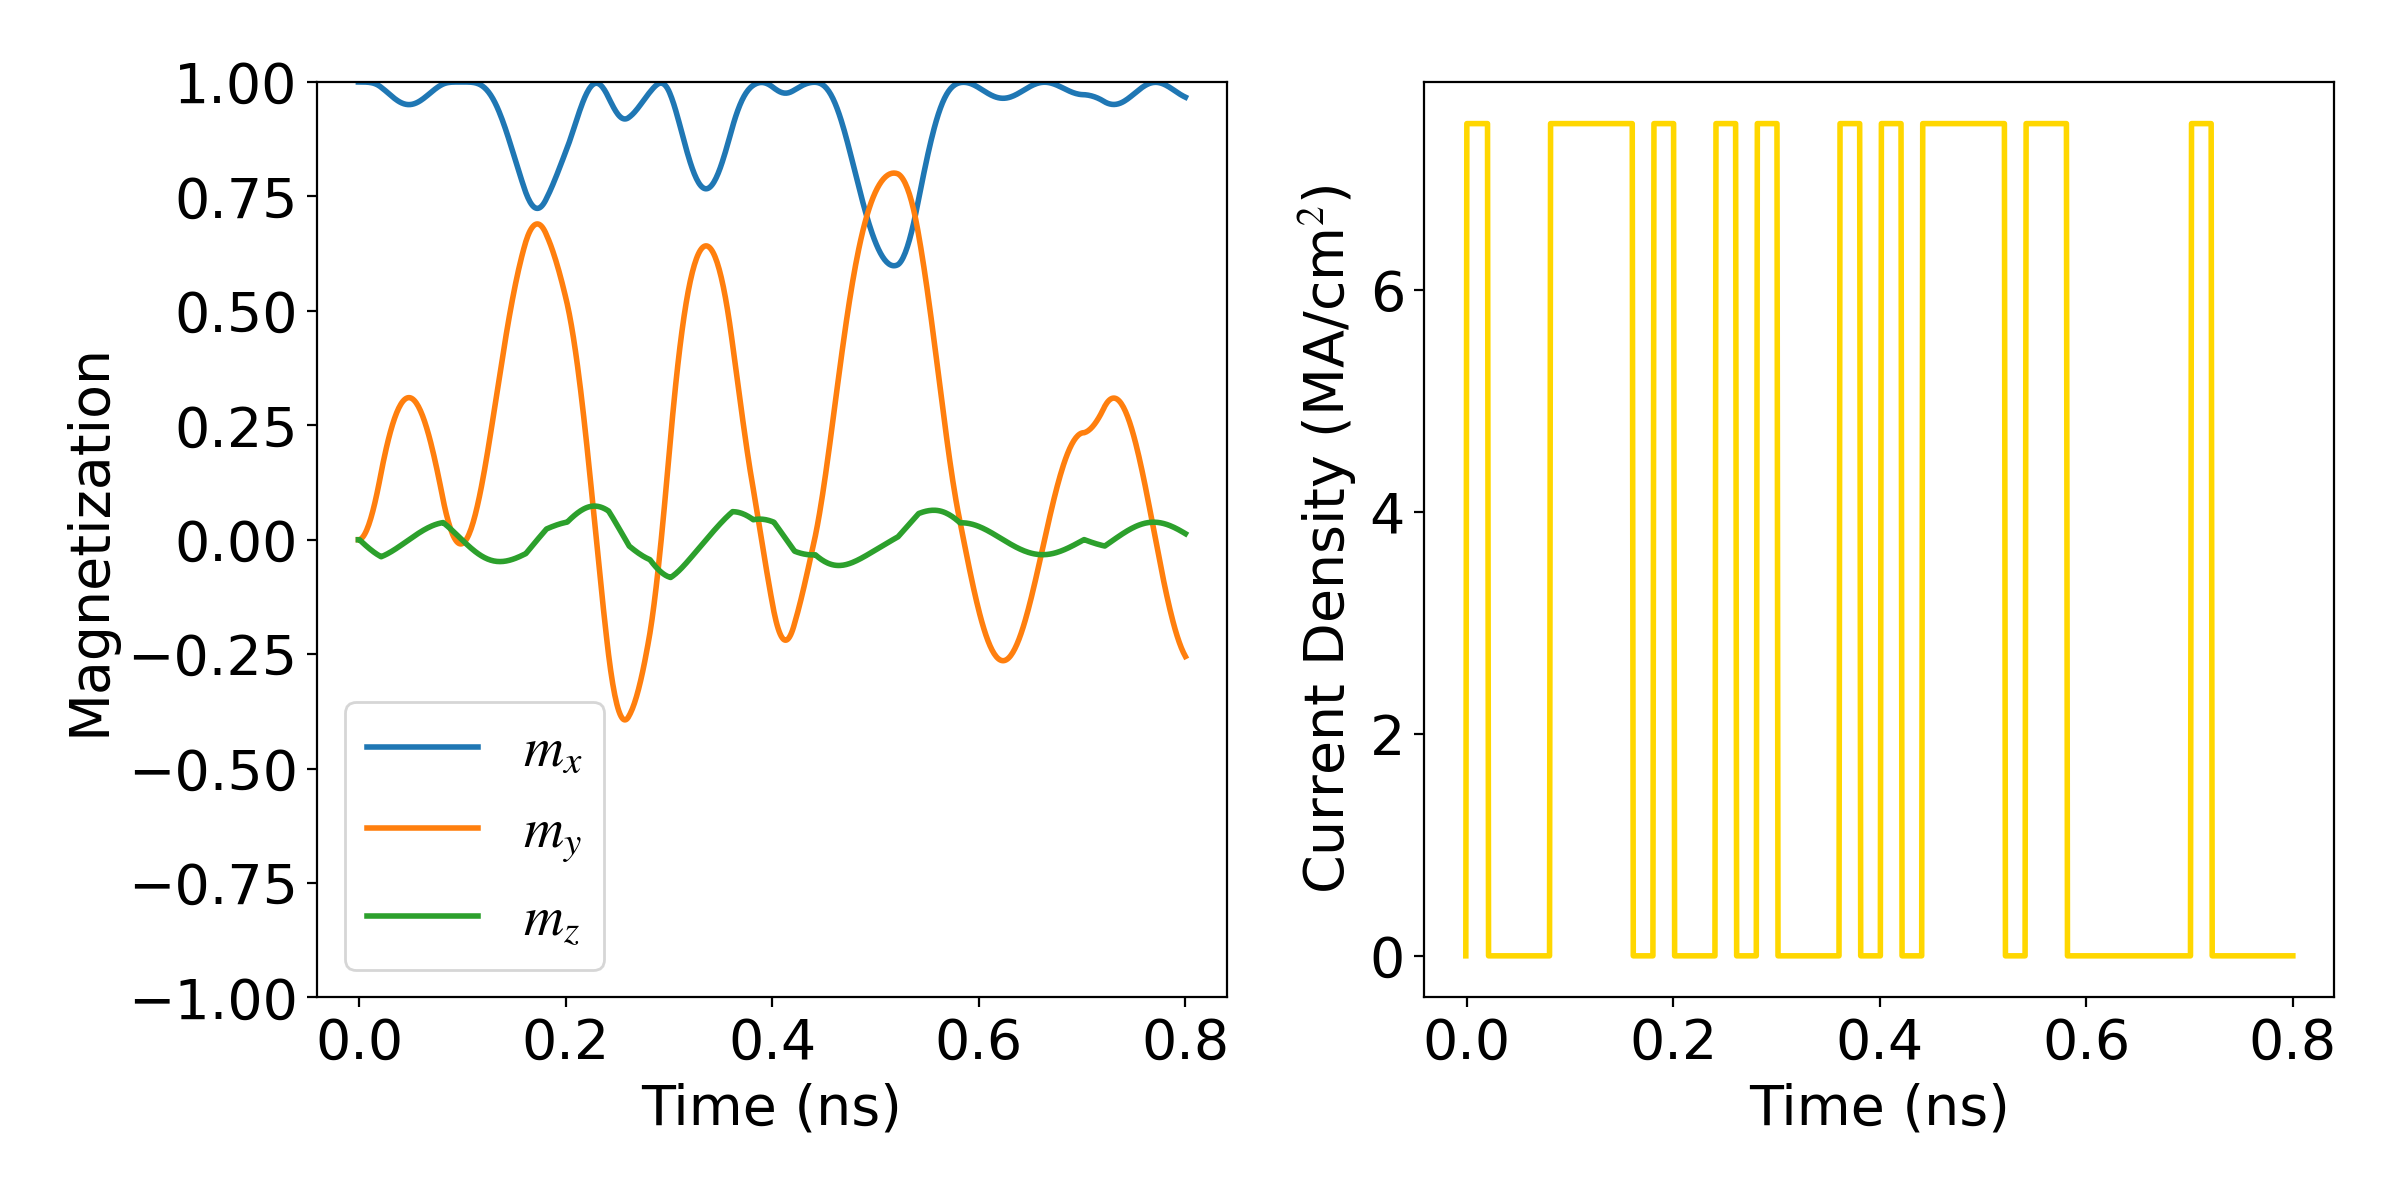 Magnetization
1.00
0.75
0.50
0.25
0.00
−0.25
−0.50
−0.75
−1.00
m_x
m_y
m_z
0.0 0.2 0.4 0.6 0.8
Time (ns)
Current Density (MA/cm²)
6
4
2
0
0.0 0.2 0.4 0.6 0.8
Time (ns)